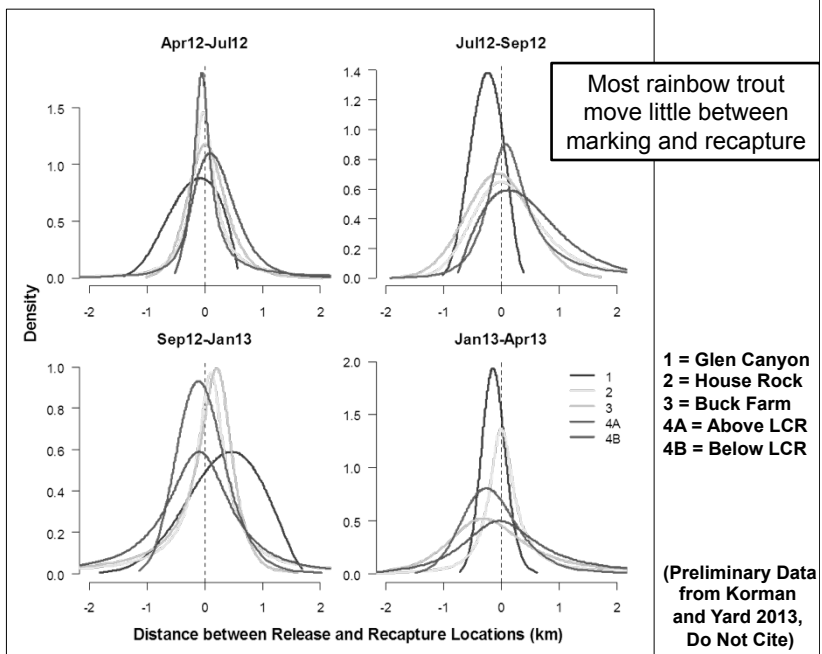 Apr12-Jul12
Jul12-Sep12
Most rainbow trout
move little between
marking and recapture
1.5
1.0
0.5
0.0
-2 -1 0 1 2
1.4
1.2
1.0
0.8
0.6
0.4
0.2
0.0
-2 -1 0 1 2
Density
Sep12-Jan13
Jan13-Apr13
1.0
0.8
0.6
0.4
0.2
0.0
-2 -1 0 1 2
2.0
1.5
1.0
0.5
0.0
-2 -1 0 1 2
1
2
3
4A
4B
Distance between Release and Recapture Locations (km)
1 = Glen Canyon
2 = House Rock
3 = Buck Farm
4A = Above LCR
4B = Below LCR
(Preliminary Data
from Korman
and Yard 2013,
Do Not Cite)